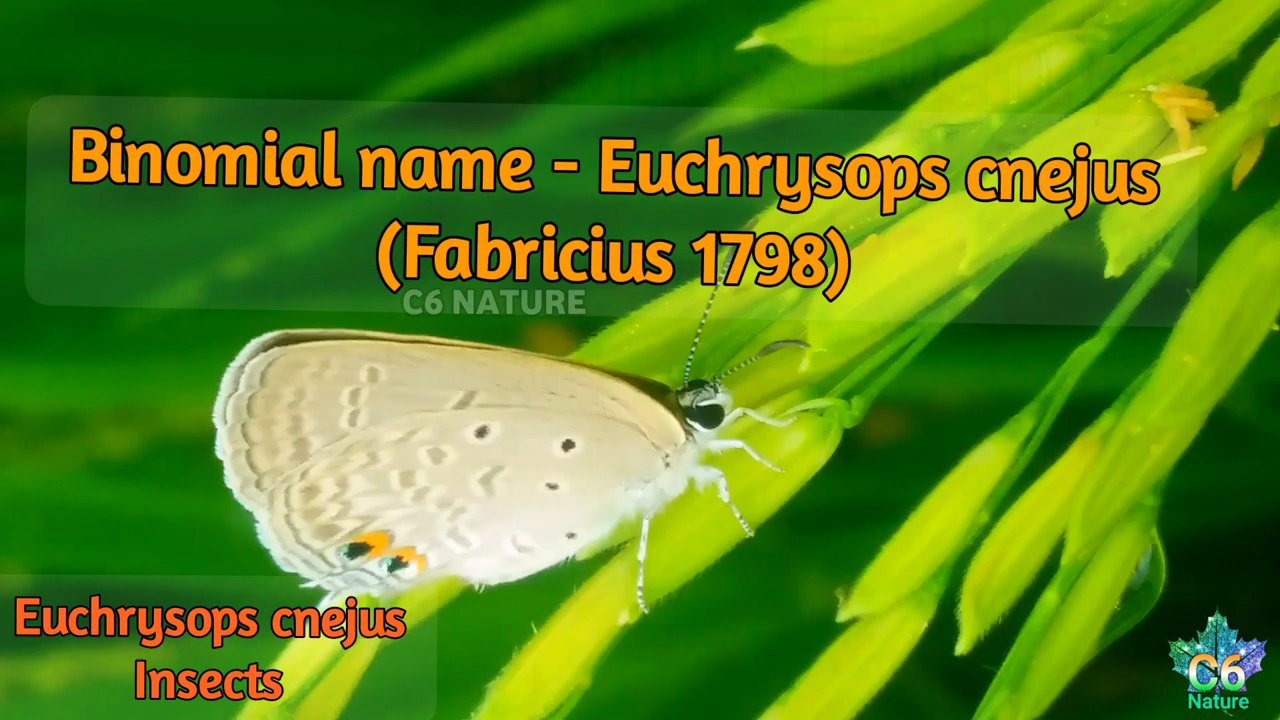 Binomial name - Euchrysops cnejus
(Fabricius 1798)
C6 NATURE
Euchrysops cnejus
Insects
C6
Nature